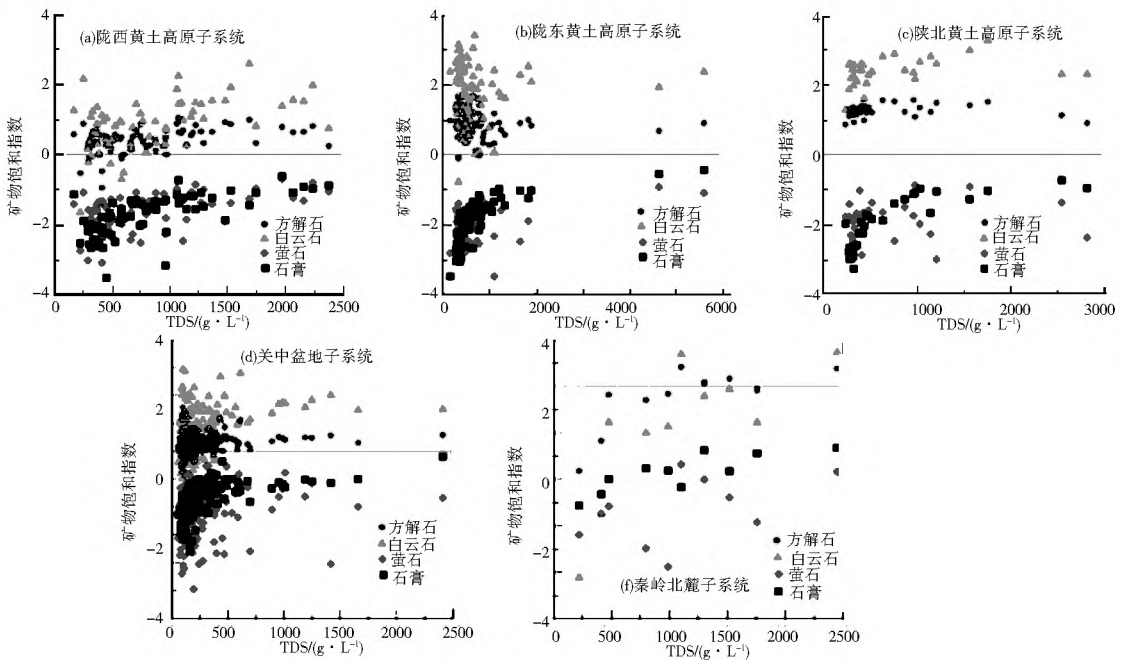 (a)陇西黄土高原子系统
矿物饱和指数
4
2
0
−2
−4
方解石
白云石
萤石
石膏
0 500 1000 1500 2000 2500
TDS/(g·L⁻¹)
(b)陇东黄土高原子系统
矿物饱和指数
4
2
0
−2
−4
方解石
白云石
萤石
石膏
0 2000 4000 6000
TDS/(g·L⁻¹)
(c)陕北黄土高原子系统
矿物饱和指数
4
2
0
−2
−4
方解石
白云石
萤石
石膏
0 1000 2000 3000
TDS/(g·L⁻¹)
(d)关中盆地子系统
矿物饱和指数
4
2
0
−2
−4
方解石
白云石
萤石
石膏
0 500 1000 1500 2000 2500
TDS/(g·L⁻¹)
矿物饱和指数
4
2
0
−2
4
方解石
白云石
萤石
石膏
(f)秦岭北麓子系统
0 500 1000 1500 2000 2500
TDS/(g·L⁻¹)